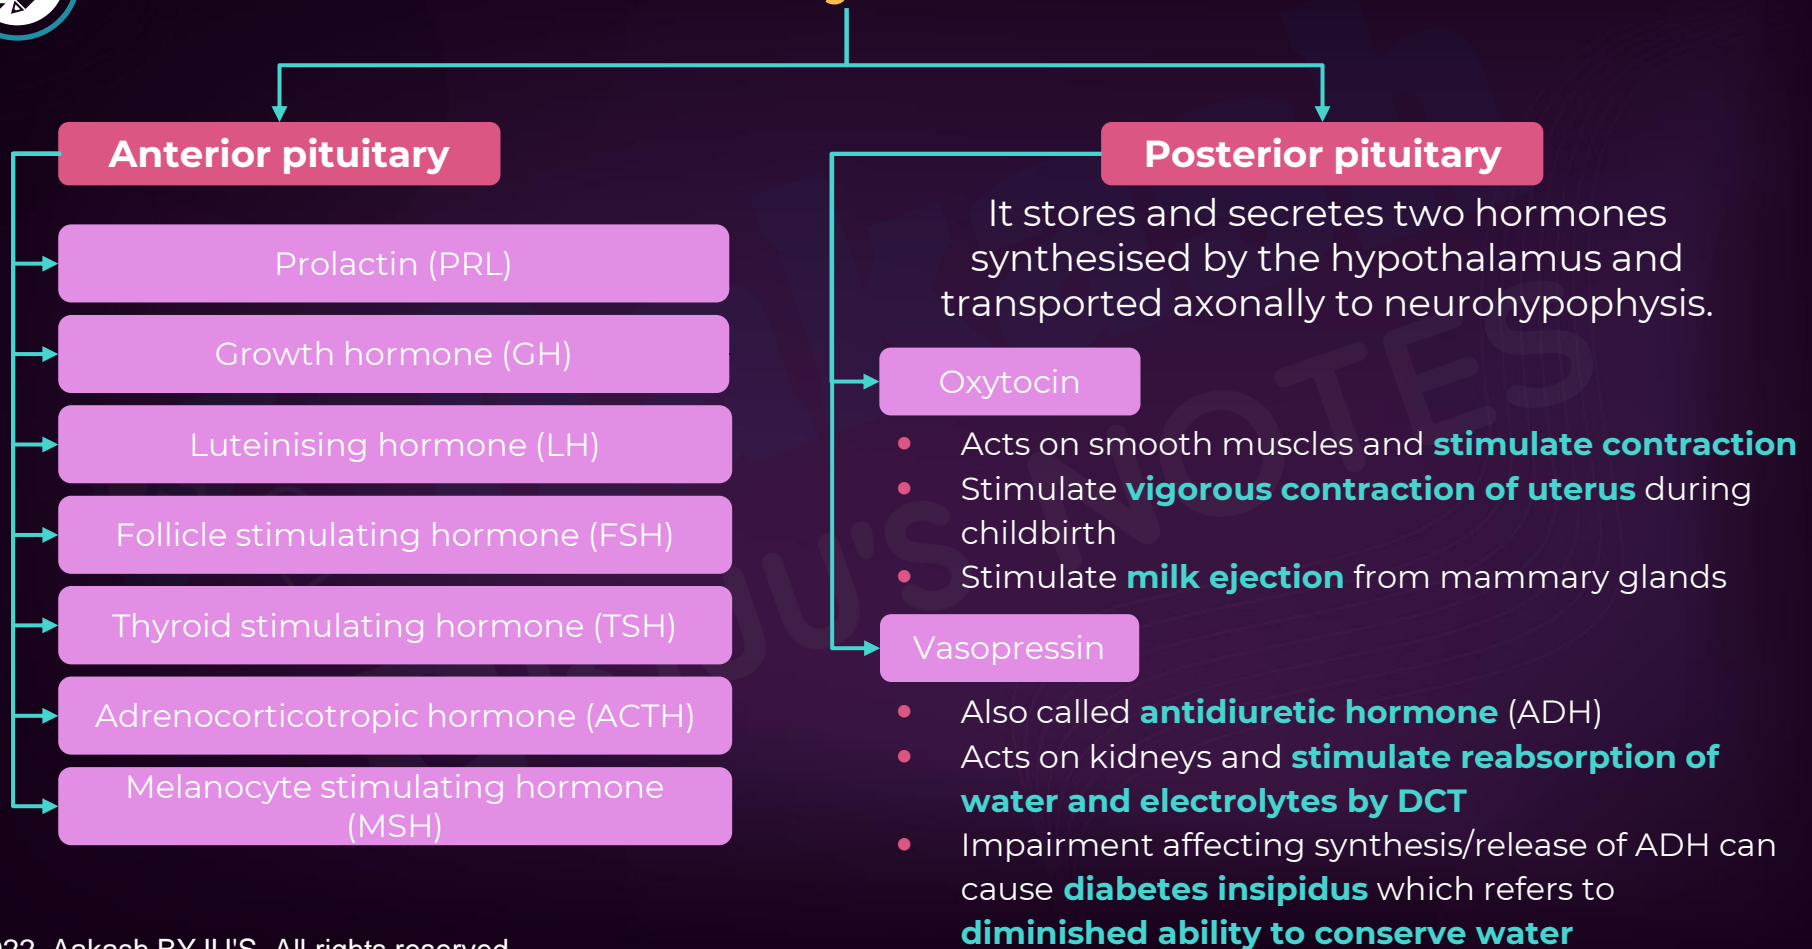 Anterior pituitary
Prolactin (PRL)
Growth hormone (GH)
Luteinising hormone (LH)
Follicle stimulating hormone (FSH)
Thyroid stimulating hormone (TSH)
Adrenocorticotropic hormone (ACTH)
Melanocyte stimulating hormone
(MSH)
Posterior pituitary
It stores and secretes two hormones
synthesised by the hypothalamus and
transported axonally to neurohypophysis.
Oxytocin
• Acts on smooth muscles and stimulate contraction
• Stimulate vigorous contraction of uterus during
childbirth
• Stimulate milk ejection from mammary glands
Vasopressin
• Also called antidiuretic hormone (ADH)
• Acts on kidneys and stimulate reabsorption of
water and electrolytes by DCT
• Impairment affecting synthesis/release of ADH can
cause diabetes insipidus which refers to
diminished ability to conserve water
Aakash BYJU'S. All rights reserved
BYJU'S NOTES